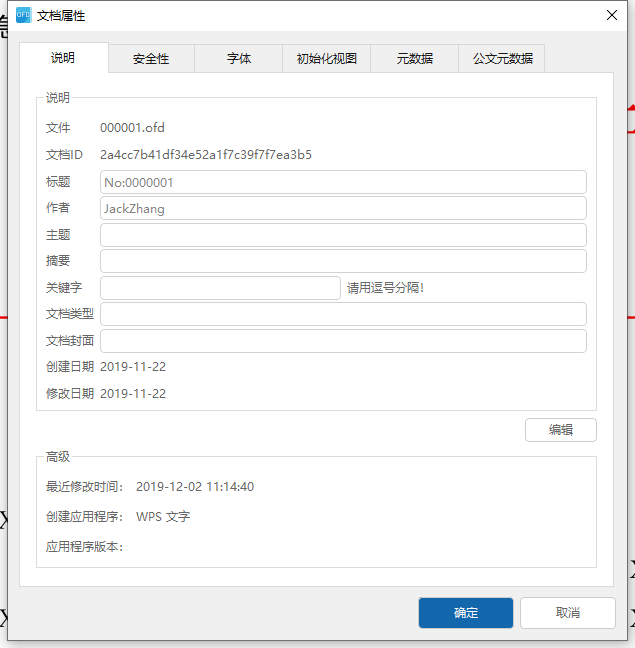 OFD 文档属性
说明 安全性 字体 初始化视图 元数据 公文元数据
说明
文件 000001.ofd
文档ID 2a4cc7b41df34e52a1f7c39f7f7ea3b5
标题 No:0000001
作者 JackZhang
主题
摘要
关键字 请用逗号分隔!
文档类型
文档封面
创建日期 2019-11-22
修改日期 2019-11-22
编辑
高级
最近修改时间： 2019-12-02 11:14:40
创建应用程序： WPS 文字
应用程序版本：
确定 取消